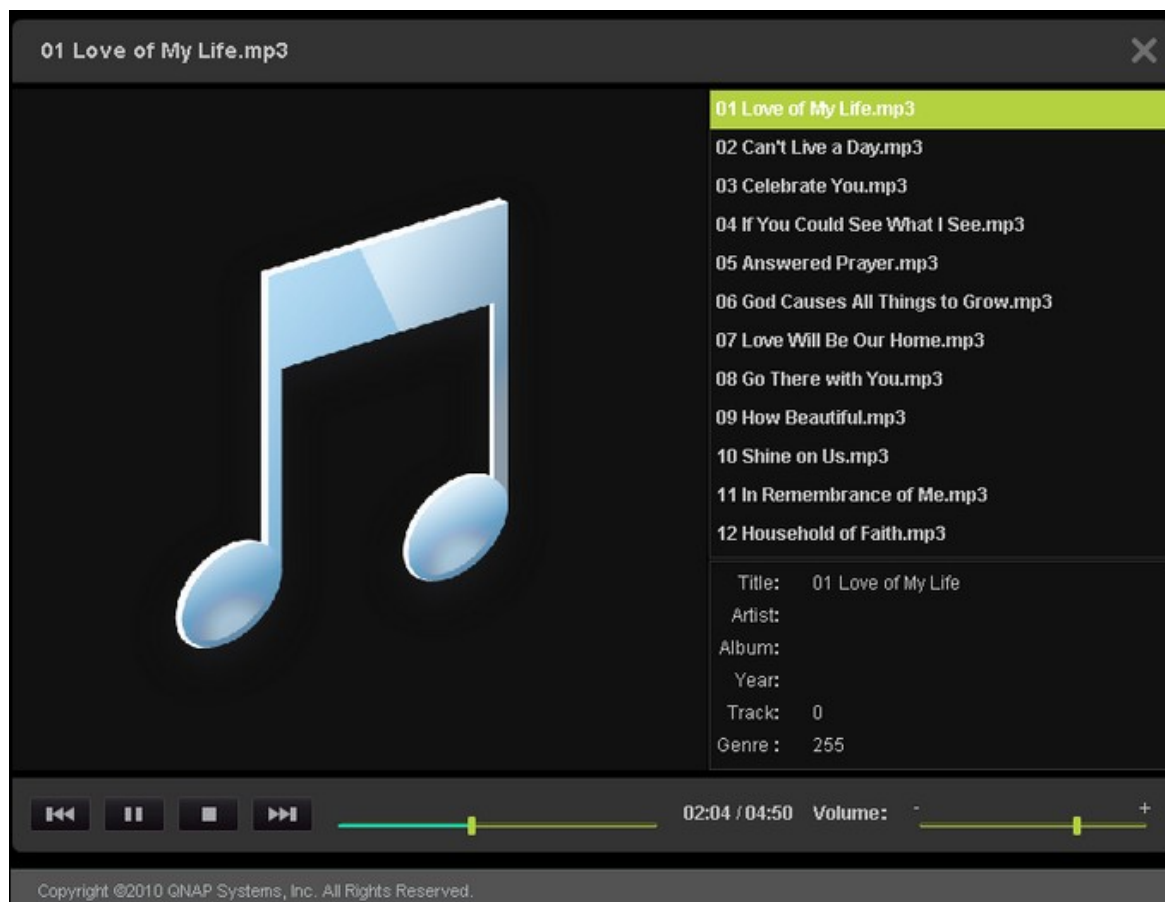 01 Love of My Life.mp3
01 Love of My Life.mp3
02 Can't Live a Day.mp3
03 Celebrate You.mp3
04 If You Could See What I See.mp3
05 Answered Prayer.mp3
06 God Causes All Things to Grow.mp3
07 Love Will Be Our Home.mp3
08 Go There with You.mp3
09 How Beautiful.mp3
10 Shine on Us.mp3
11 In Remembrance of Me.mp3
12 Household of Faith.mp3
Title: 01 Love of My Life
Artist:
Album:
Year:
Track: 0
Genre : 255
02:04 / 04:50 Volume: - +
Copyright ©2010 QNAP Systems, Inc. All Rights Reserved.